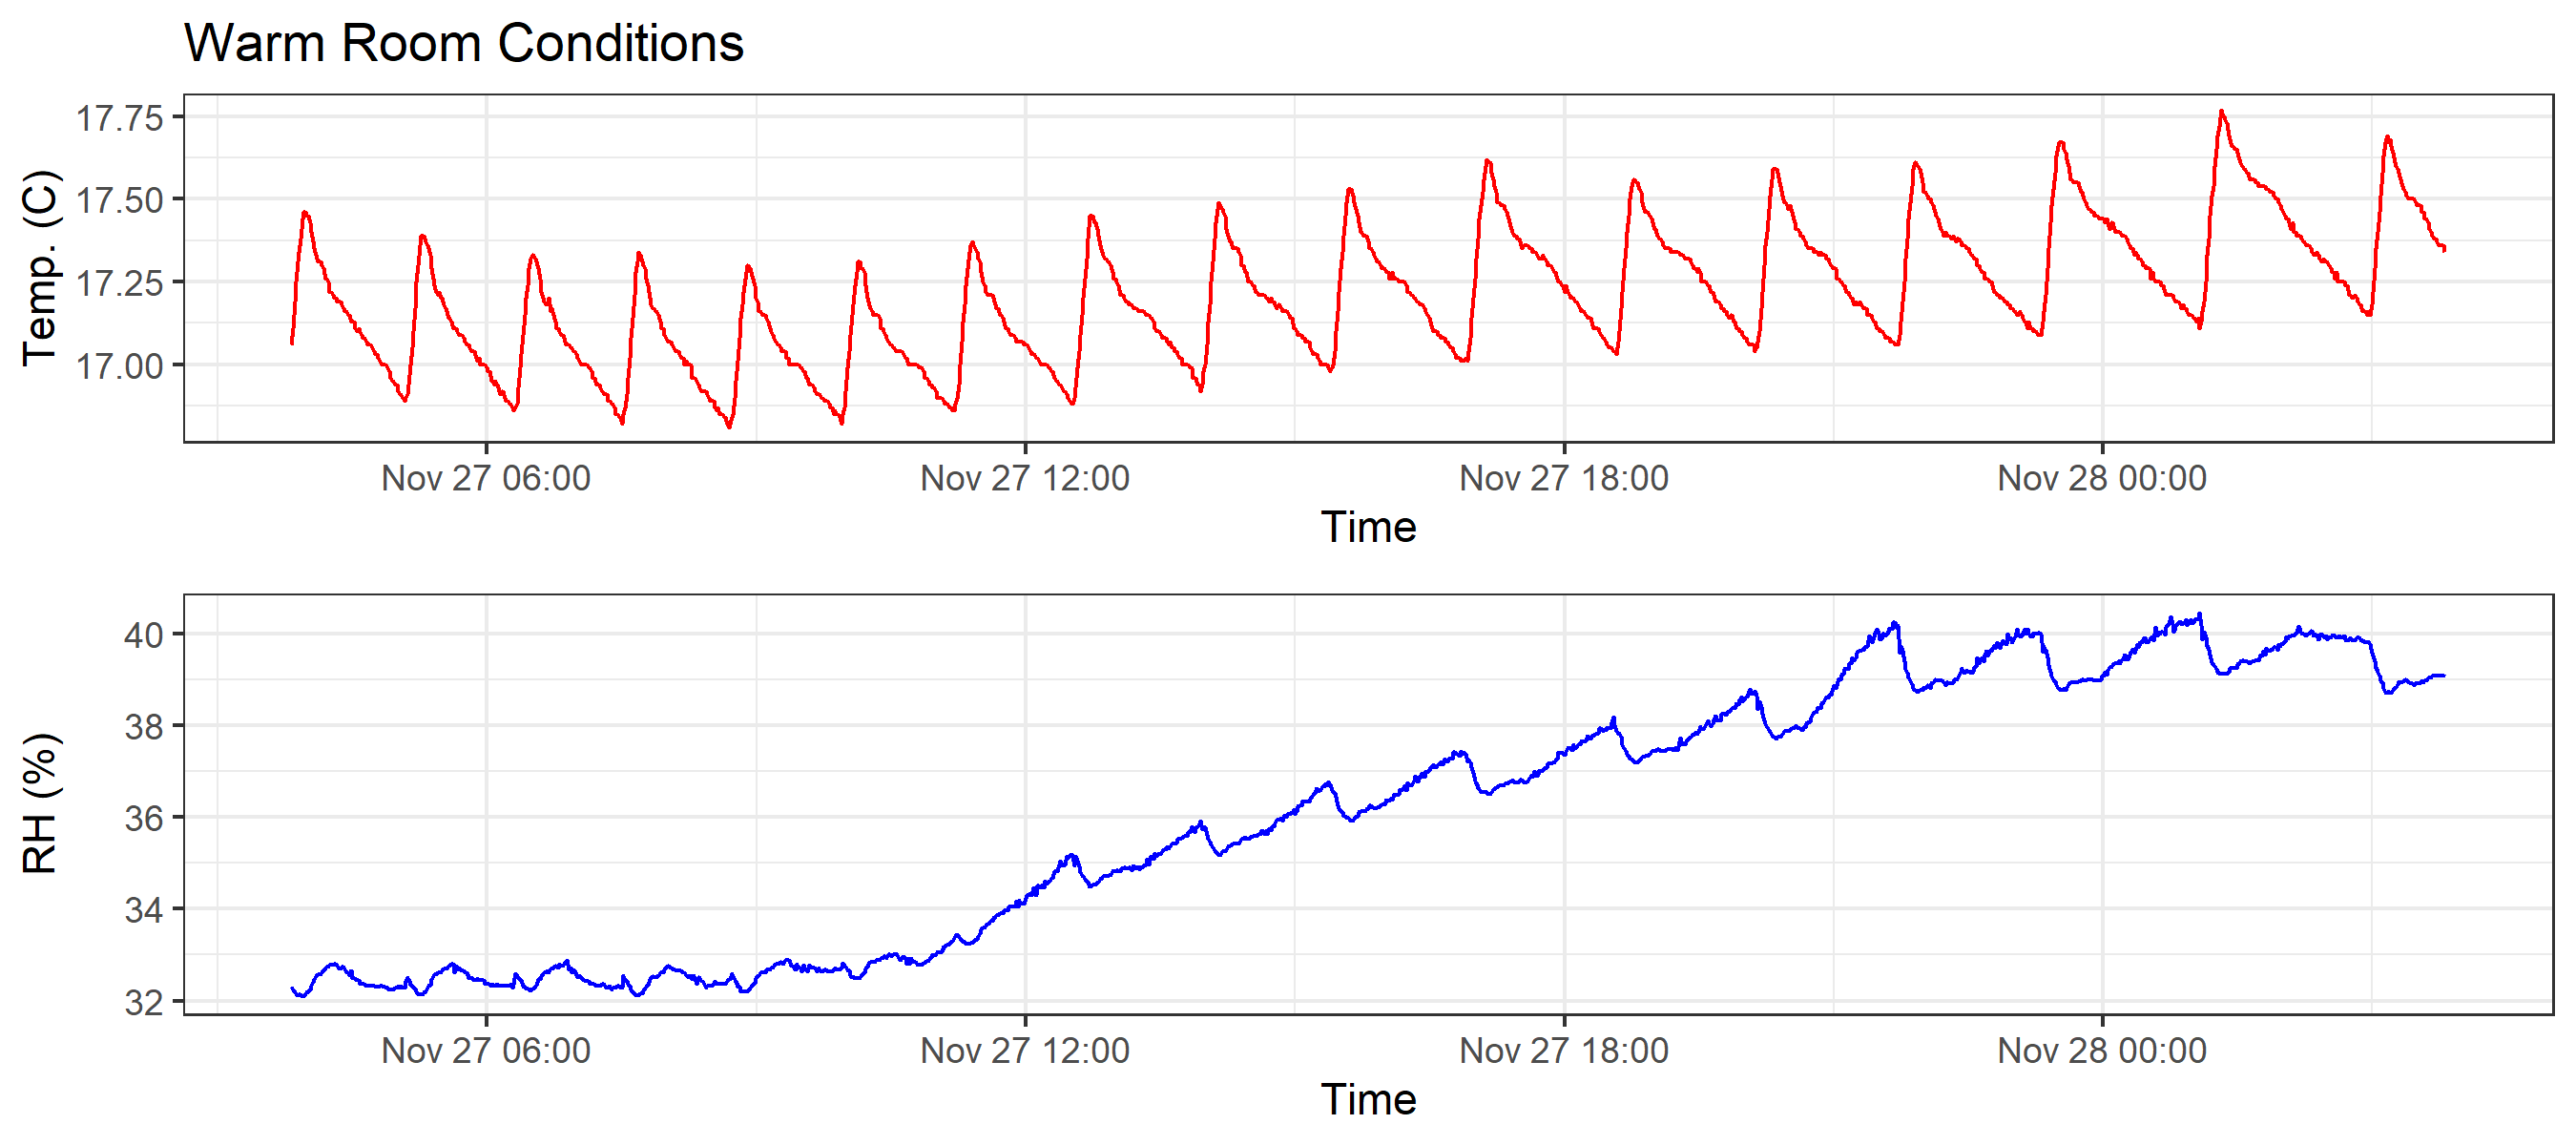 Warm Room Conditions
Temp. (C)
17.75
17.50
17.25
17.00
Nov 27 06:00 Nov 27 12:00 Nov 27 18:00 Nov 28 00:00
Time
RH (%)
40
38
36
34
32
Nov 27 06:00 Nov 27 12:00 Nov 27 18:00 Nov 28 00:00
Time